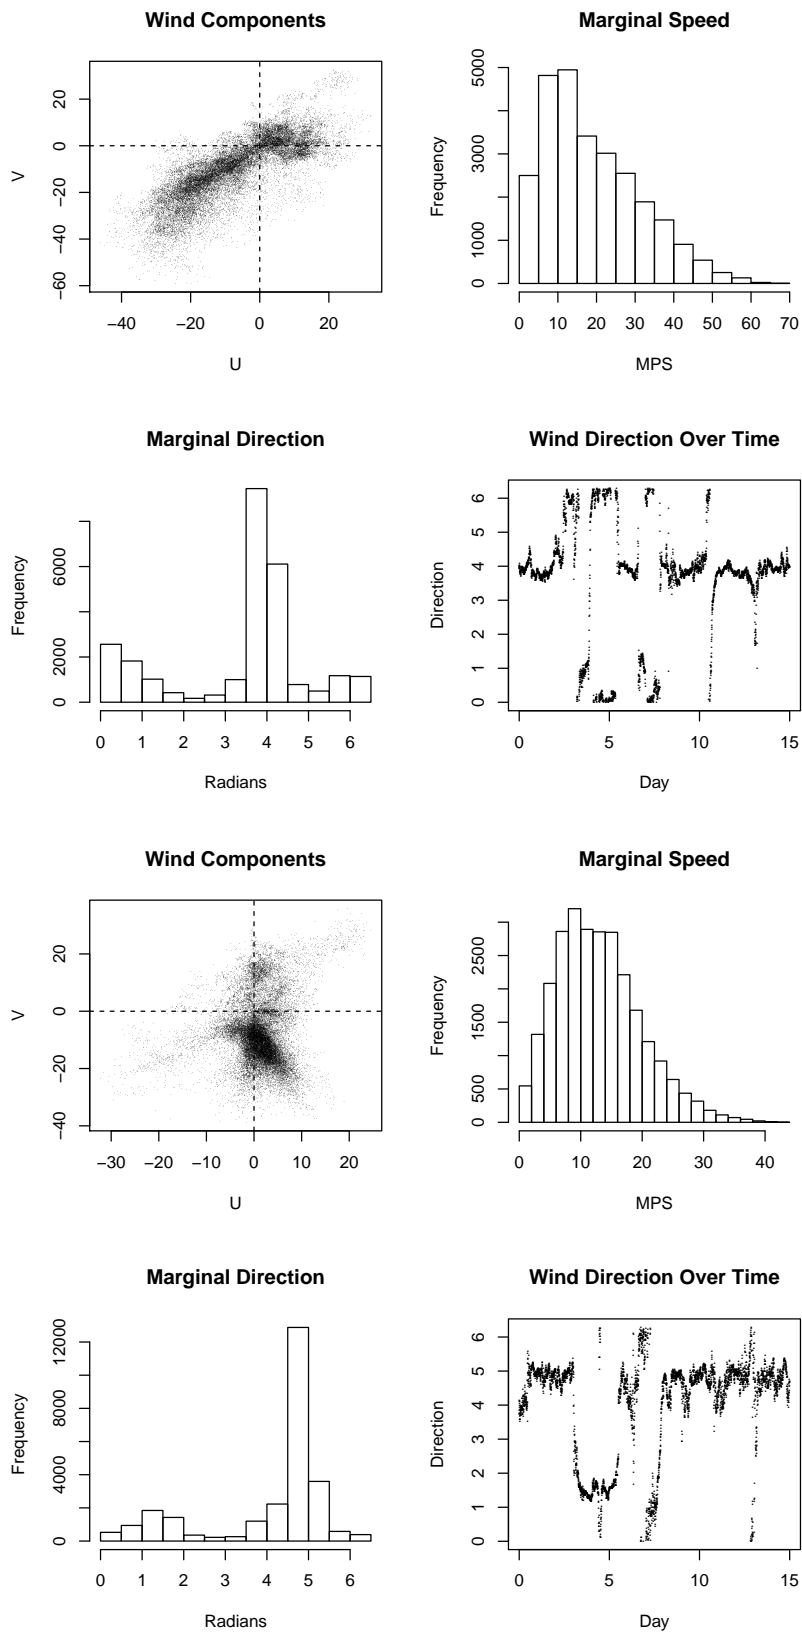 Wind Components
V
20
0
−20
−40
−60
−40 −20 0 20
U
Marginal Speed
Frequency
5000
3000
1000
0
0 10 20 30 40 50 60 70
MPS
Marginal Direction
Frequency
6000
2000
0
0 1 2 3 4 5 6
Radians
Wind Direction Over Time
Direction
6
5
4
3
2
1
0
0 5 10 15
Day
Wind Components
V
20
0
−20
−40
−30 −20 −10 0 10 20
U
Marginal Speed
Frequency
2500
1500
500
0
0 10 20 30 40
MPS
Marginal Direction
Frequency
12000
8000
4000
0
0 1 2 3 4 5 6
Radians
Wind Direction Over Time
Direction
6
5
4
3
2
1
0
0 5 10 15
Day